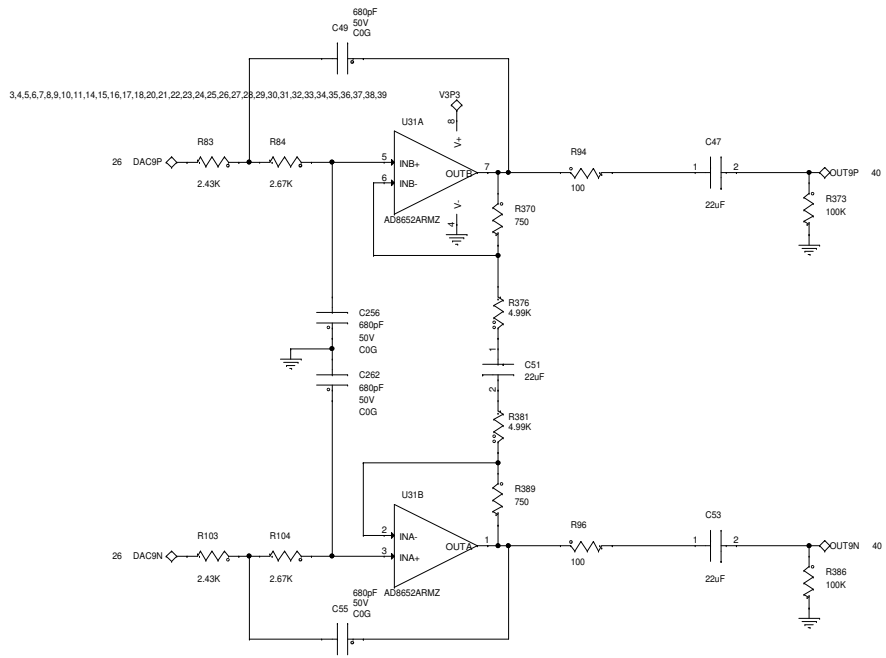 680pF
50V
C49 C0G
3,4,5,6,7,8,9,10,11,14,15,16,17,18,20,21,22,23,24,25,26,27,28,29,30,31,32,33,34,35,36,37,38,39
V3P3
U31A
8
V+
R83
R84
R94
C47
26 DAC9P
5 INB+
7
OUTB
1
2
OUT9P 40
6 INB-
2.43K
2.67K
100
22uF
R373
100K
R370
750
V-
4
AD8652ARMZ
R376
4.99K
C256
680pF
50V
C0G
1
C51
22uF
2
C262
680pF
50V
C0G
R381
4.99K
U31B
R389
750
R103
R104
R96
C53
2 INA-
OUTA
1
1
2
OUT9N 40
26 DAC9N
3 INA+
2.43K
2.67K
100
22uF
R386
100K
AD8652ARMZ
680pF
50V
C55 C0G